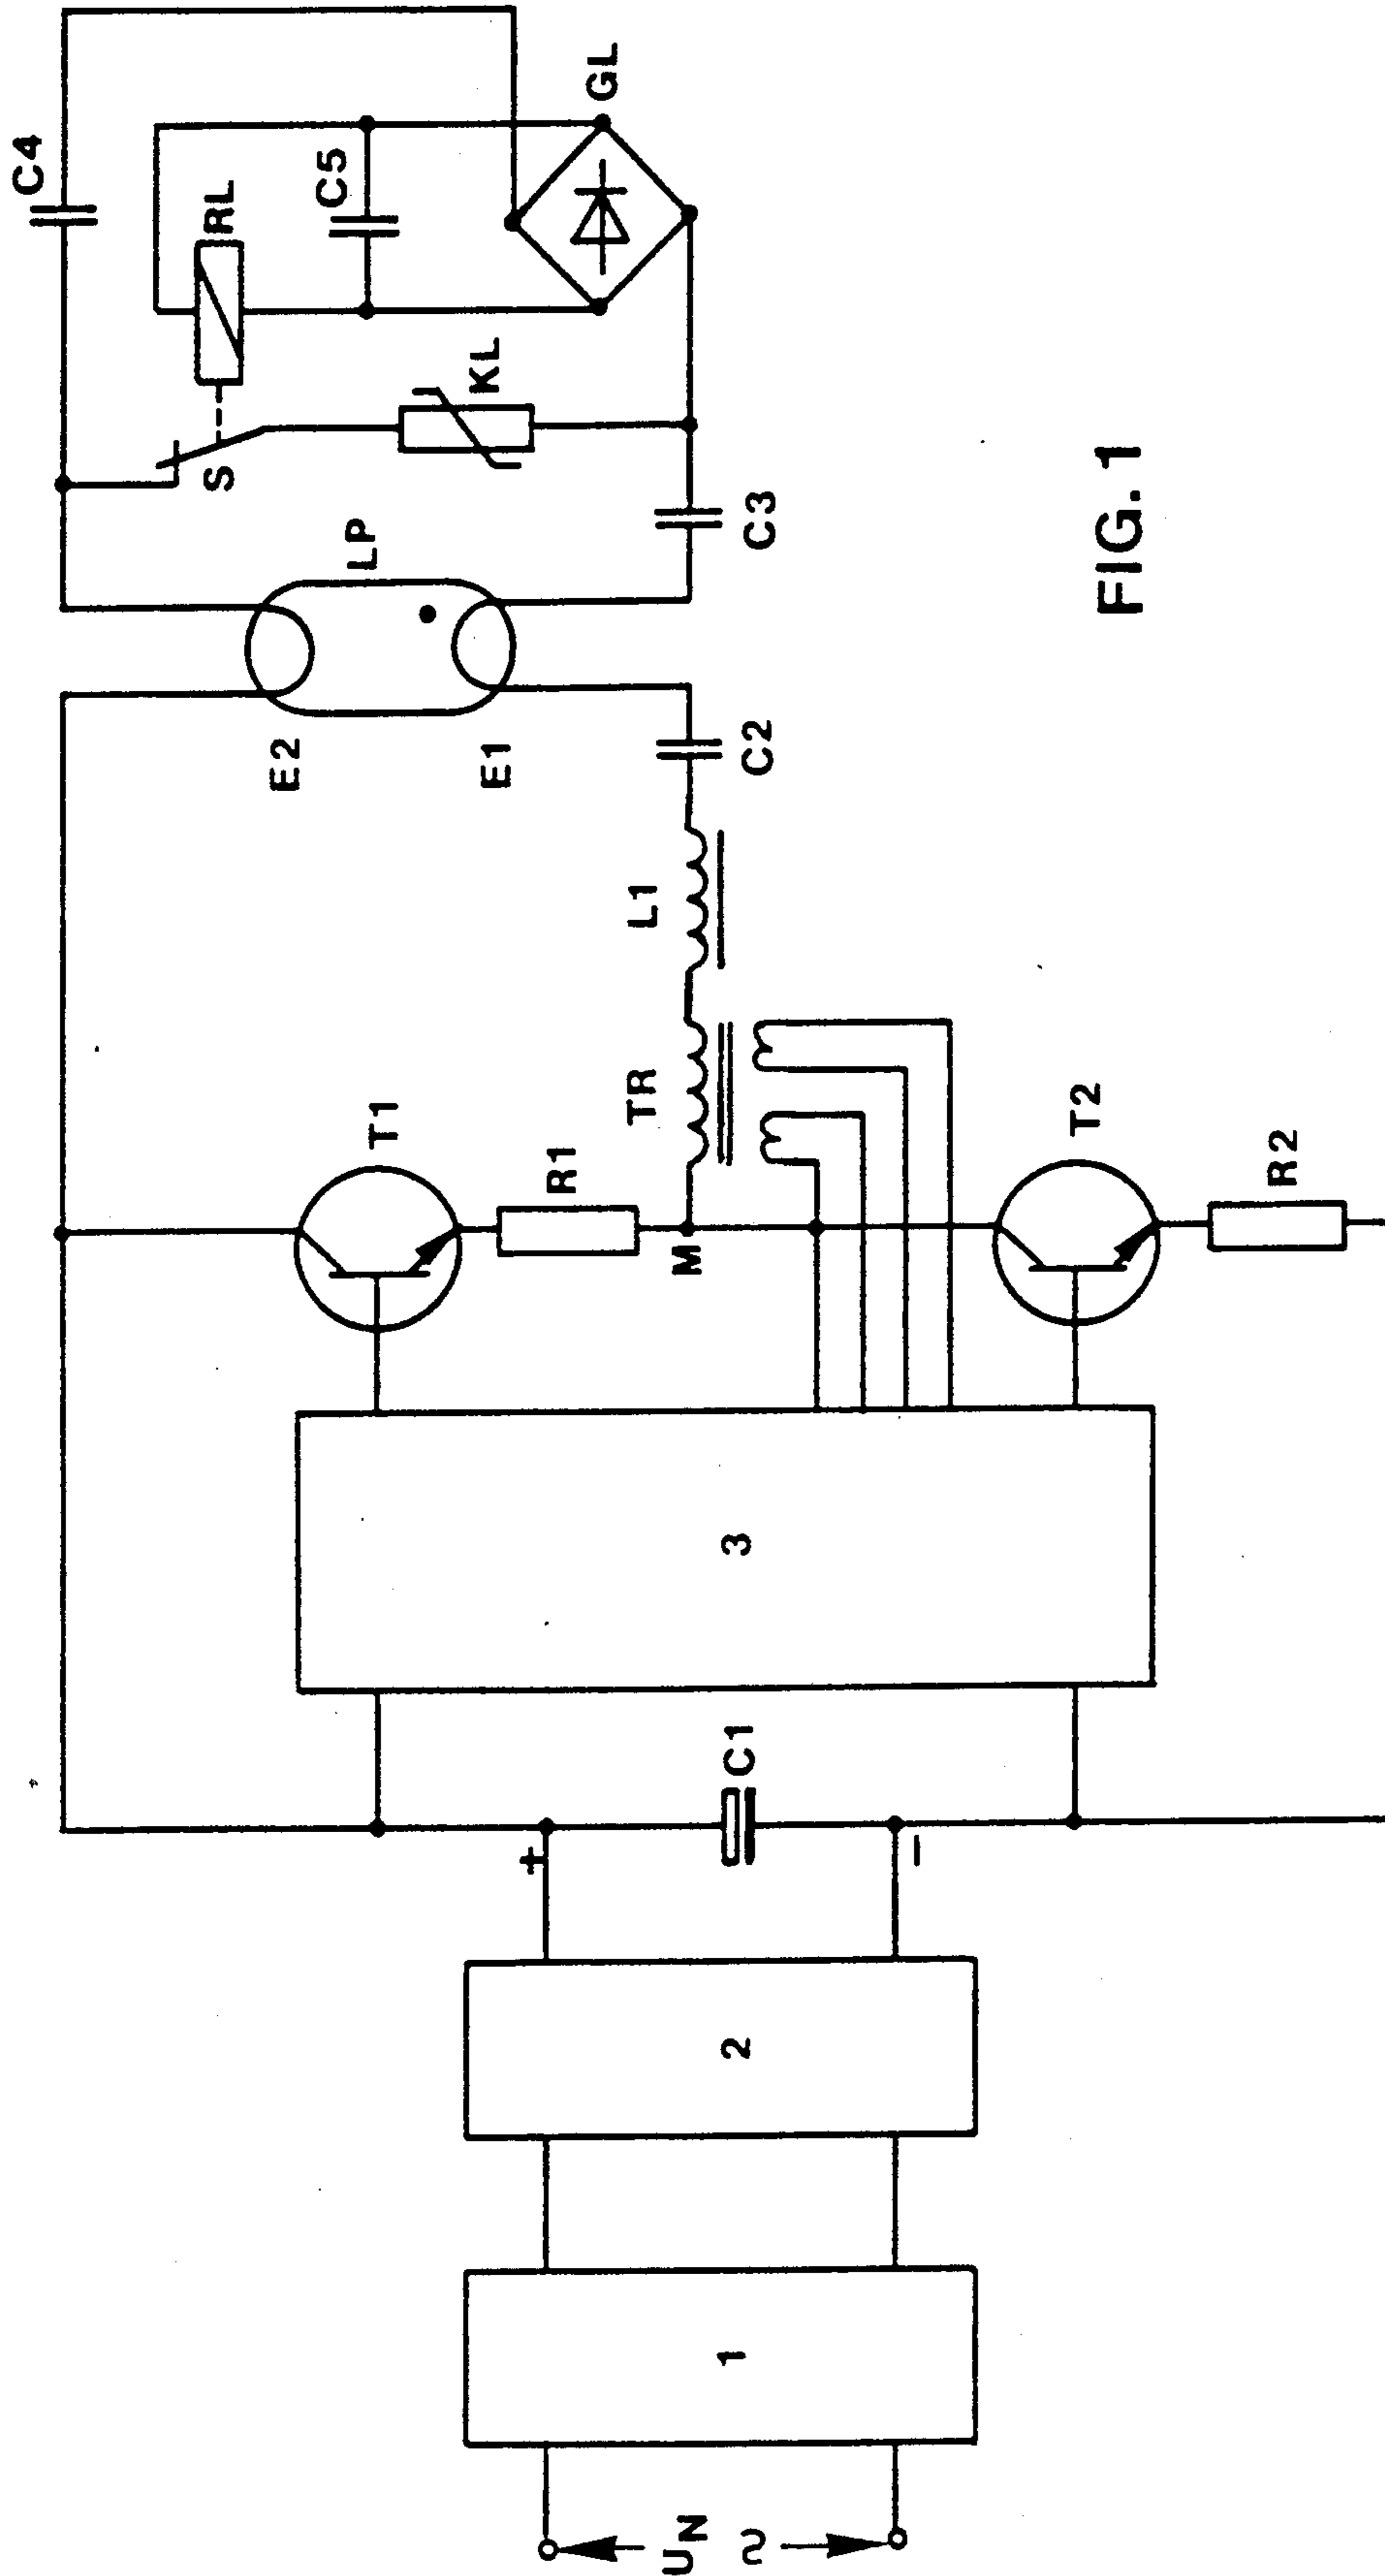 U_N
∼
1
2
+
−
C1
3
T1
R1
M
TR
L1
C2
T2
R2
E2
E1
LP
C3
S
KL
RL
C5
C4
GL
FIG. 1